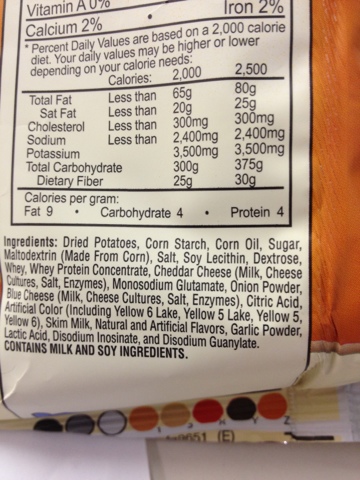 Vitamin A 0%
Calcium 2% • Iron 2%
* Percent Daily Values are based on a 2,000 calorie
diet. Your daily values may be higher or lower
depending on your calorie needs:
Calories: 2,000 2,500
Total Fat Less than 65g 80g
Sat Fat Less than 20g 25g
Cholesterol Less than 300mg 300mg
Sodium Less than 2,400mg 2,400mg
Potassium 3,500mg 3,500mg
Total Carbohydrate 300g 375g
Dietary Fiber 25g 30g
Calories per gram:
Fat 9 • Carbohydrate 4 • Protein 4
Ingredients: Dried Potatoes, Corn Starch, Corn Oil, Sugar,
Maltodextrin (Made From Corn), Salt, Soy Lecithin, Dextrose,
Whey, Whey Protein Concentrate, Cheddar Cheese (Milk, Cheese
Cultures, Salt, Enzymes), Monosodium Glutamate, Onion Powder,
Blue Cheese (Milk, Cheese Cultures, Salt, Enzymes), Citric Acid,
Artificial Color (Including Yellow 6 Lake, Yellow 5 Lake, Yellow 5,
Yellow 6), Skim Milk, Natural and Artificial Flavors, Garlic Powder,
Lactic Acid, Disodium Inosinate, and Disodium Guanylate.
CONTAINS MILK AND SOY INGREDIENTS.
Z
(E)